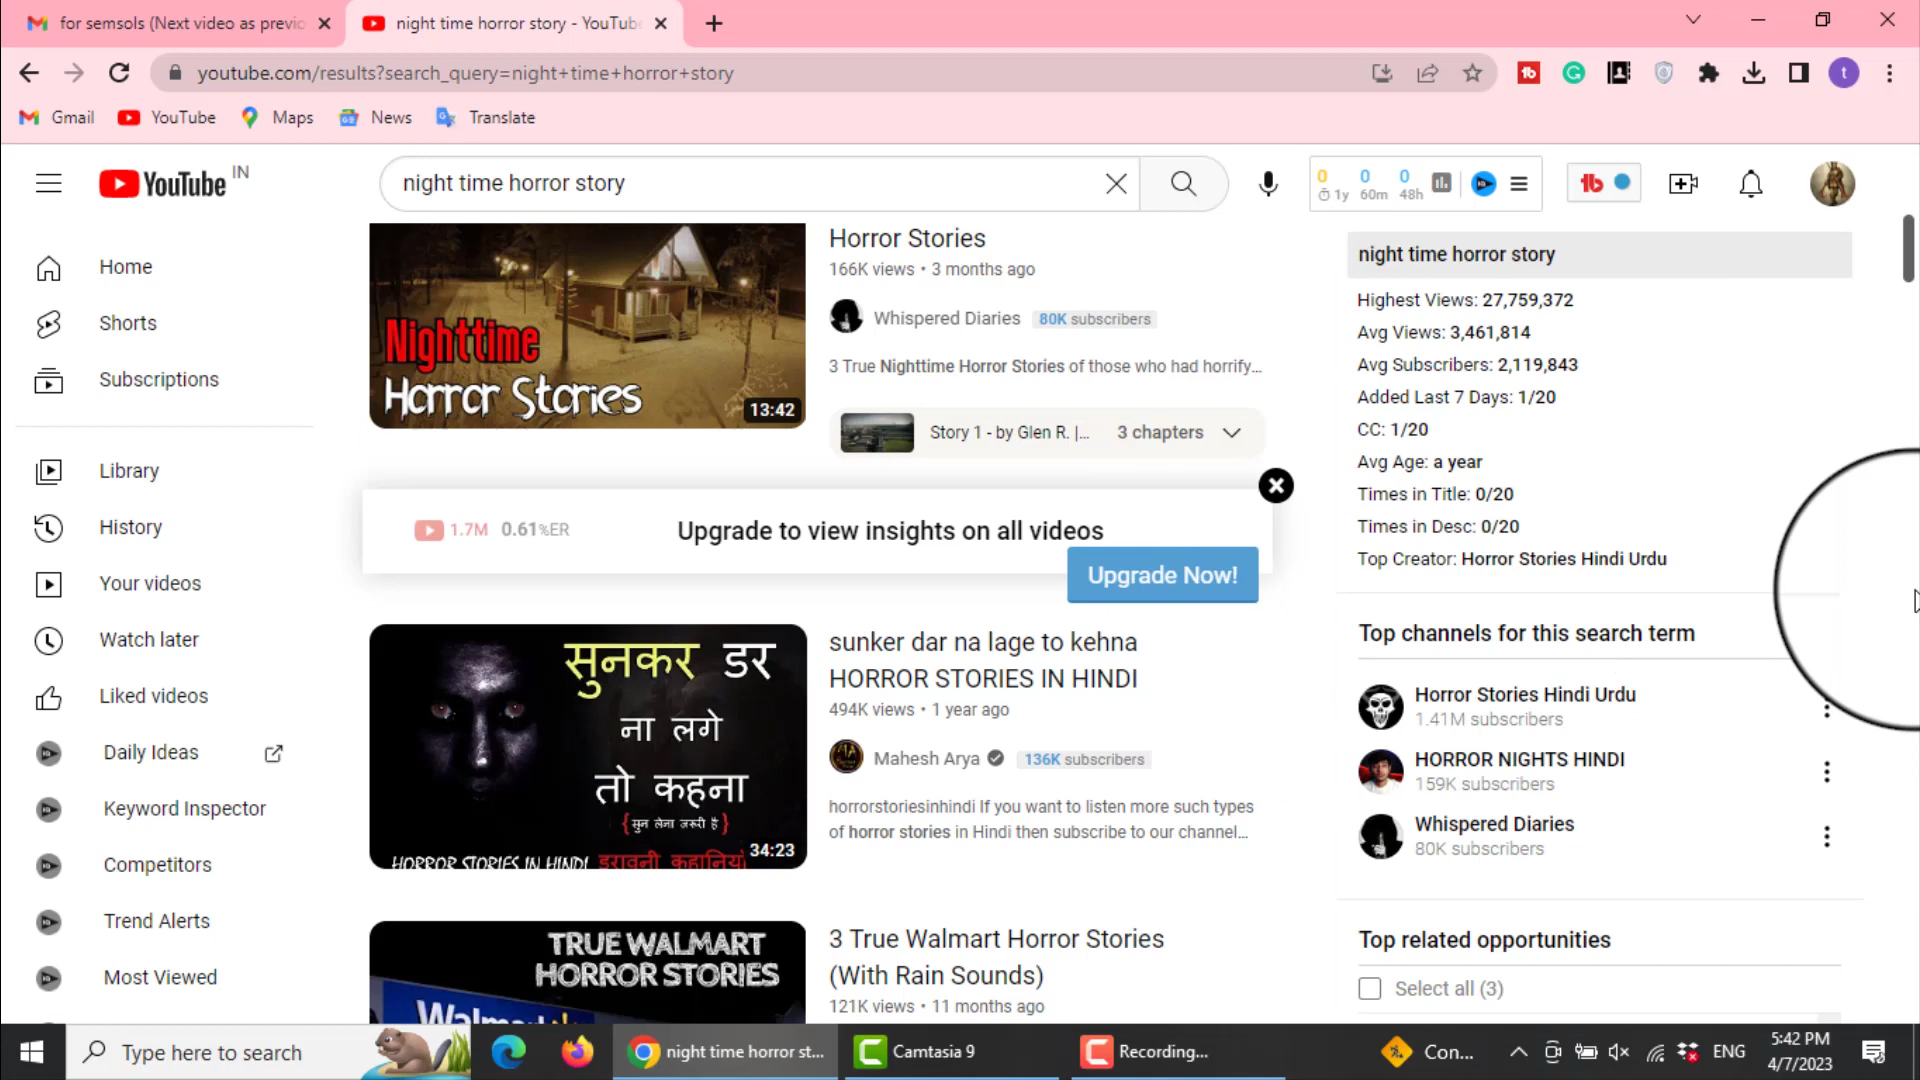 for semsols (Next video as previo
night time horror story - YouTube
youtube.com/results?search_query=night+time+horror+story
Gmail
YouTube
Maps
News
Translate
YouTube IN
night time horror story
0 0 0
1y 60m 48h
Home
Shorts
Subscriptions
Library
History
Your videos
Watch later
Liked videos
Daily Ideas
Keyword Inspector
Competitors
Trend Alerts
Most Viewed
Nighttime
Horror Stories
13:42
Horror Stories
166K views • 3 months ago
Whispered Diaries 80K subscribers
3 True Nighttime Horror Stories of those who had horrify...
Story 1 - by Glen R. |... 3 chapters
1.7M 0.61%ER Upgrade to view insights on all videos
Upgrade Now!
सुनकर डर
ना लगे
तो कहना
{सुन लेना जरूरी है}
34:23
HORROR STORIES IN HINDI डरावनी कहानियां
sunker dar na lage to kehna
HORROR STORIES IN HINDI
494K views • 1 year ago
Mahesh Arya 136K subscribers
horrorstoriesinhindi If you want to listen more such types
of horror stories in Hindi then subscribe to our channel...
TRUE WALMART
HORROR STORIES
Walmart
3 True Walmart Horror Stories
(With Rain Sounds)
121K views • 11 months ago
night time horror story
Highest Views: 27,759,372
Avg Views: 3,461,814
Avg Subscribers: 2,119,843
Added Last 7 Days: 1/20
CC: 1/20
Avg Age: a year
Times in Title: 0/20
Times in Desc: 0/20
Top Creator: Horror Stories Hindi Urdu
Top channels for this search term
Horror Stories Hindi Urdu
1.41M subscribers
HORROR NIGHTS HINDI
159K subscribers
Whispered Diaries
80K subscribers
Top related opportunities
Select all (3)
Type here to search
night time horror st...
Camtasia 9
Recording...
Con...
ENG
5:42 PM
4/7/2023